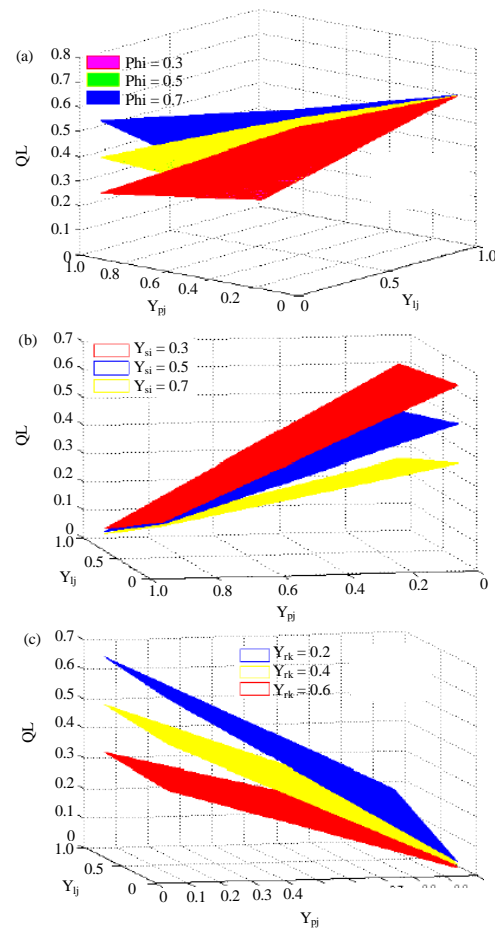 (a)
0.8
0.7
0.6
0.5
0.4
0.3
0.2
0.1
0
QL
Phi = 0.3
Phi = 0.5
Phi = 0.7
1.0 0.8 0.6 0.4 0.2 0
Ypj
0 0.5 1.0
Ylj
(b)
0.7
0.6
0.5
0.4
0.3
0.2
0.1
0
QL
Ysi = 0.3
Ysi = 0.5
Ysi = 0.7
1.0 0.5 0
Ylj
1.0 0.8 0.6 0.4 0.2 0
Ypj
(c)
0.7
0.6
0.5
0.4
0.3
0.2
0.1
0
QL
Yrk = 0.2
Yrk = 0.4
Yrk = 0.6
1.0 0.5 0
Ylj
0 0.1 0.2 0.3 0.4
Ypj